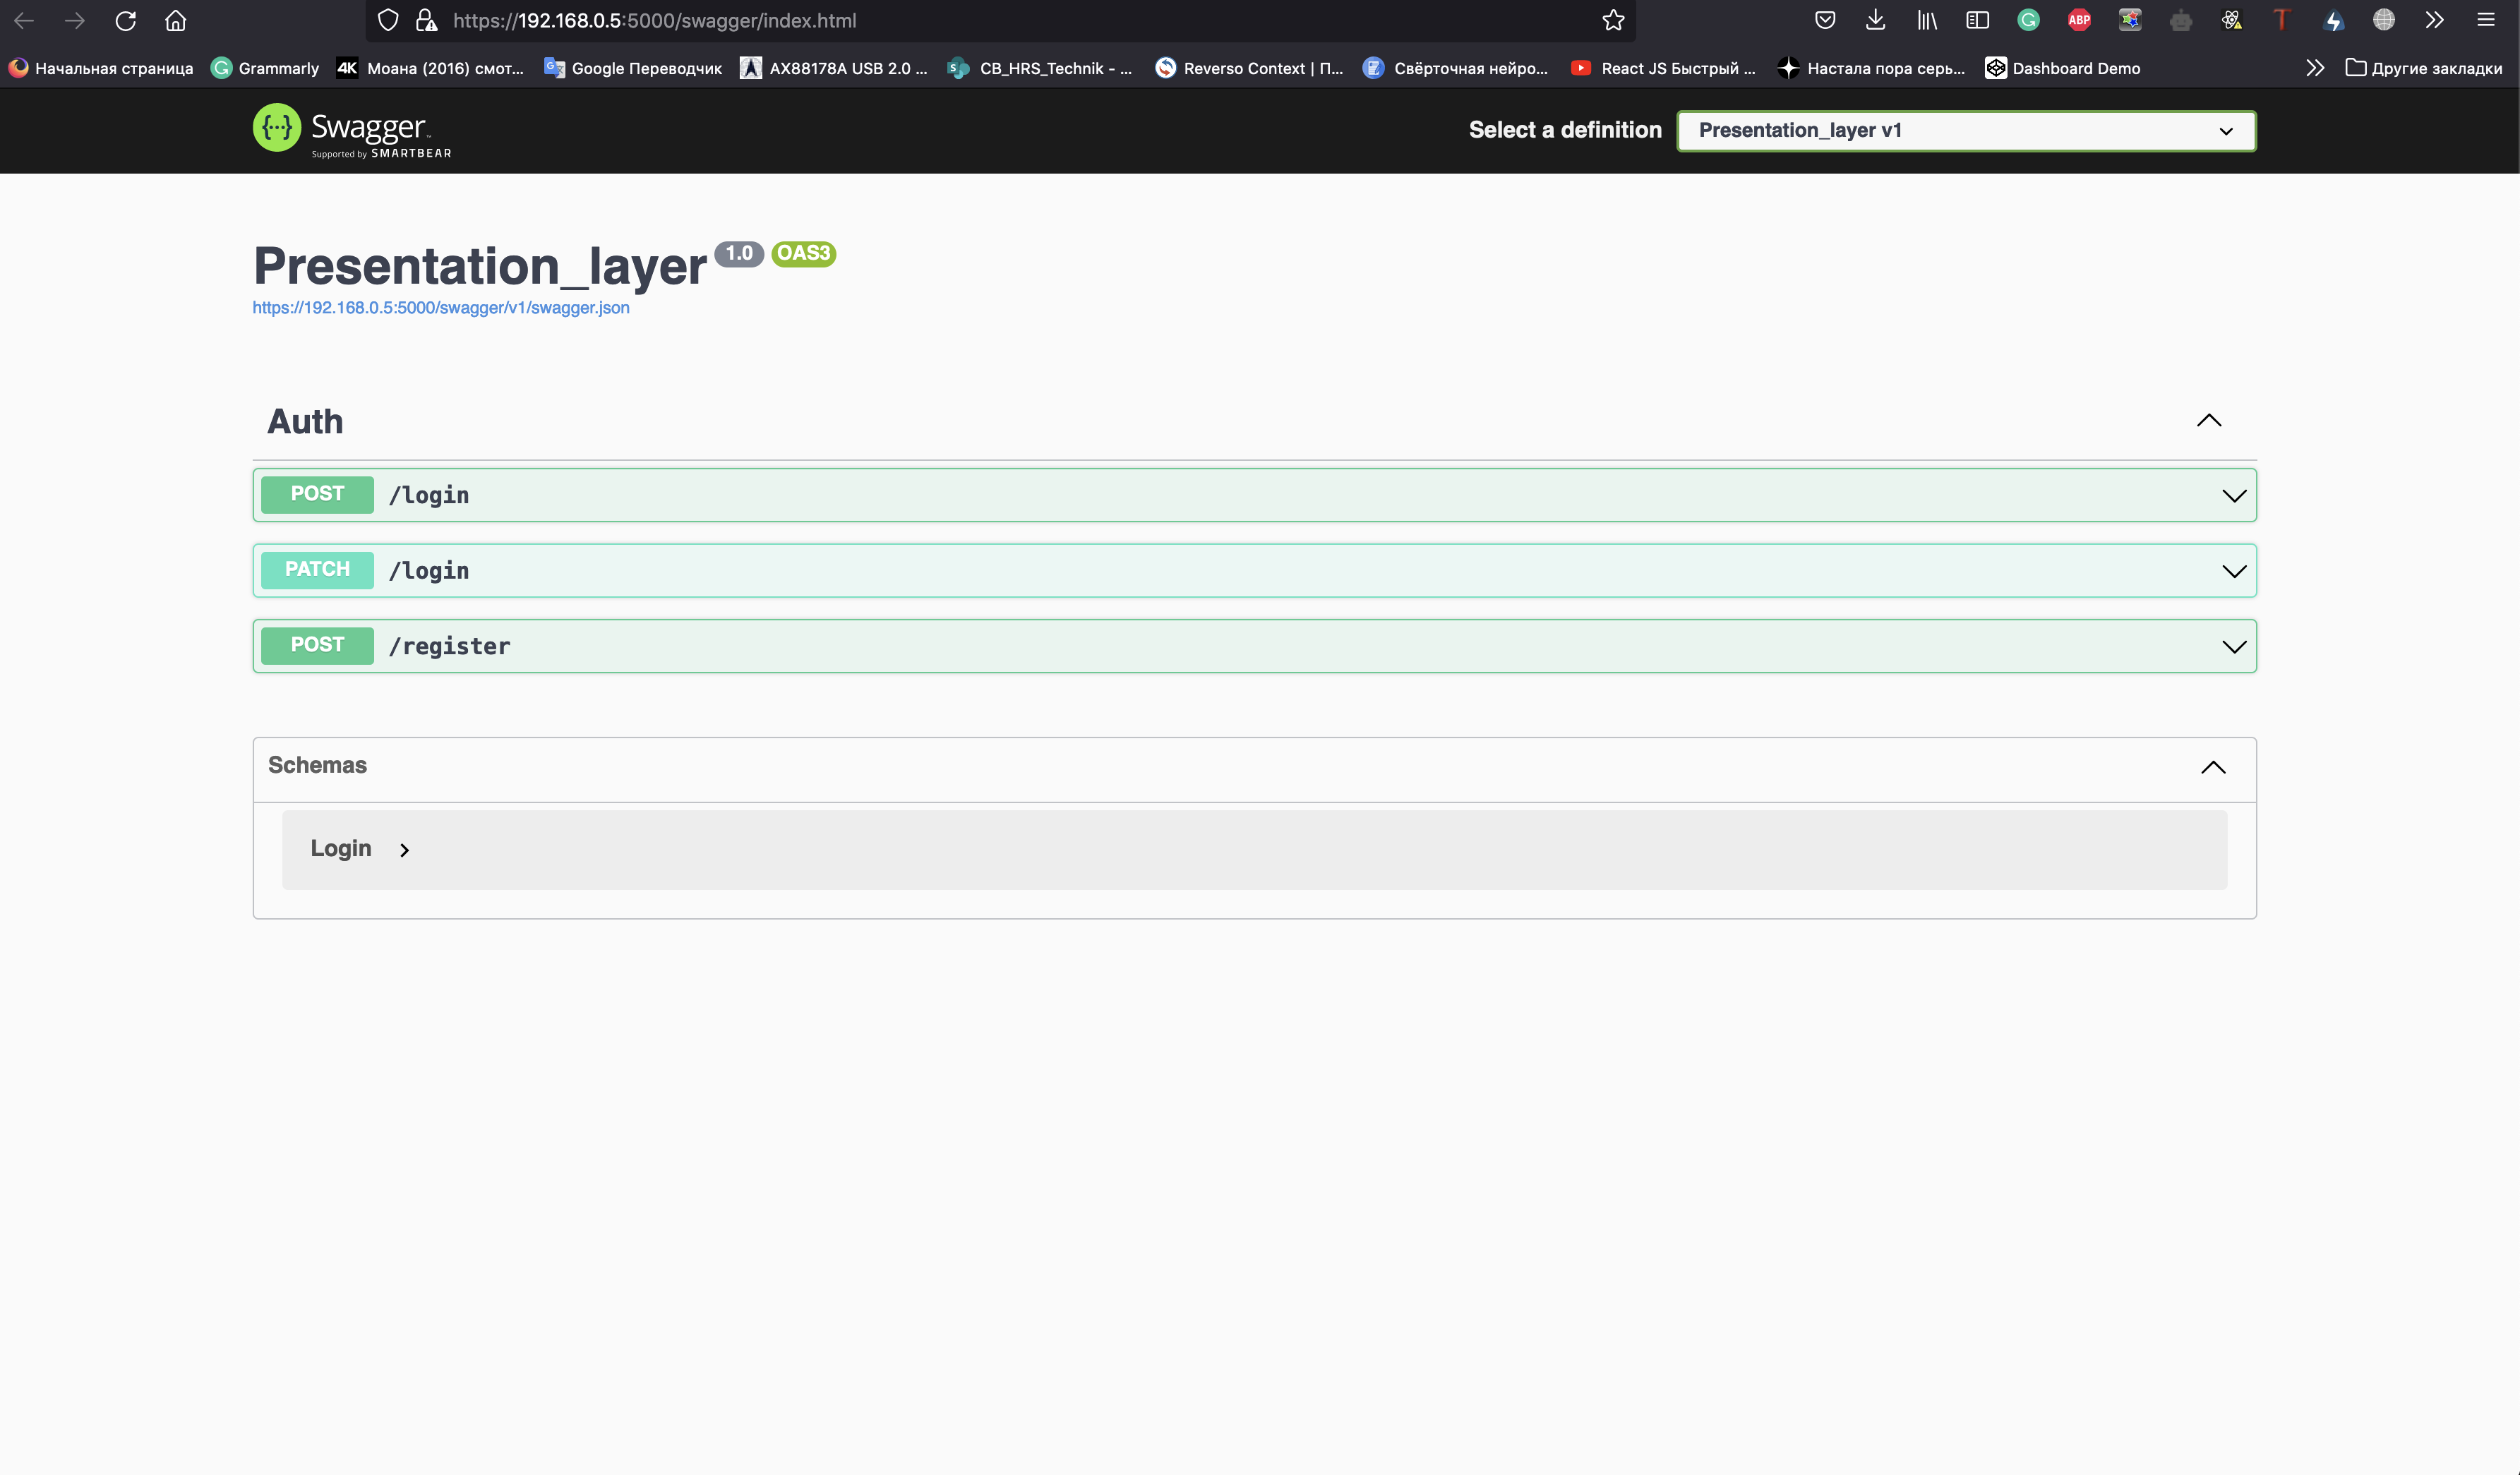 https://192.168.0.5:5000/swagger/index.html
ABP
Начальная страница
Grammarly
4K Моана (2016) смот...
Google Переводчик
AX88178A USB 2.0 ...
CB_HRS_Technik - ...
Reverso Context | П...
Свёрточная нейро...
React JS Быстрый ...
Настала пора серь...
Dashboard Demo
Другие закладки
Swagger
Supported by SMARTBEAR
Select a definition
Presentation_layer v1
Presentation_layer 1.0 OAS3
https://192.168.0.5:5000/swagger/v1/swagger.json
Auth
POST /login
PATCH /login
POST /register
Schemas
Login